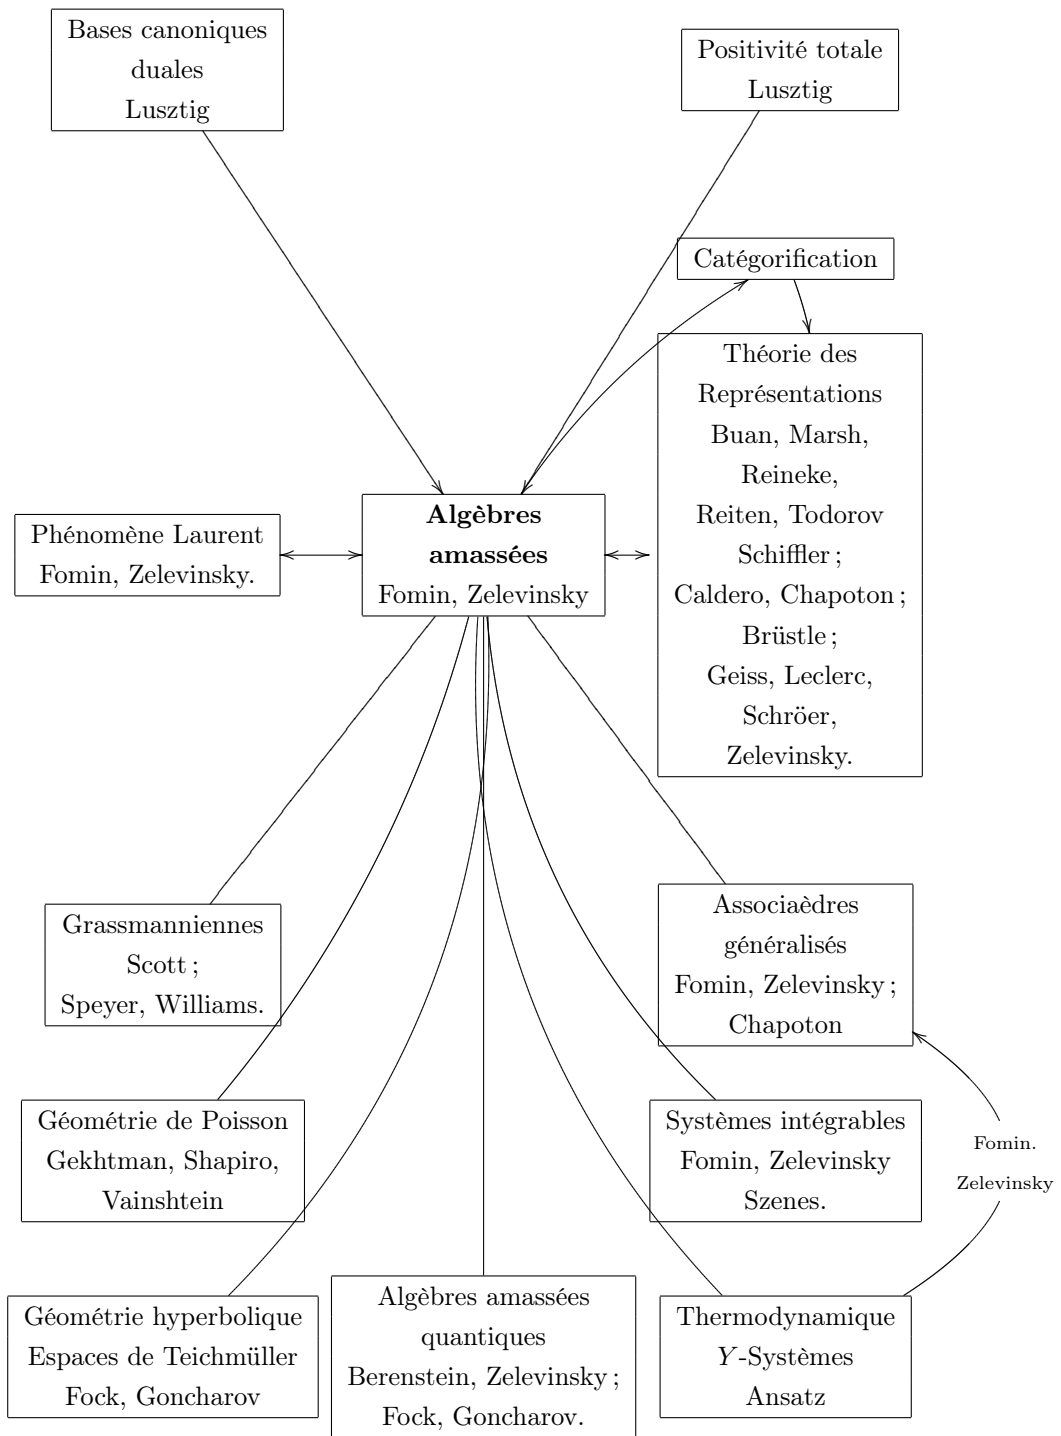 Bases canoniques
duales
Lusztig
Positivité totale
Lusztig
Catégorification
Théorie des
Représentations
Buan, Marsh,
Reineke,
Reiten, Todorov
Schiffler ;
Caldero, Chapoton ;
Brüstle ;
Geiss, Leclerc,
Schröer,
Zelevinsky.
Phénomène Laurent
Fomin, Zelevinsky.
Algèbres
amassées
Fomin, Zelevinsky
Grassmanniennes
Scott ;
Speyer, Williams.
Associaèdres
généralisés
Fomin, Zelevinsky ;
Chapoton
Géométrie de Poisson
Gekhtman, Shapiro,
Vainshtein
Systèmes intégrables
Fomin, Zelevinsky
Szenes.
Fomin.
Zelevinsky
Géométrie hyperbolique
Espaces de Teichmüller
Fock, Goncharov
Algèbres amassées
quantiques
Berenstein, Zelevinsky ;
Fock, Goncharov.
Thermodynamique
Y-Systèmes
Ansatz